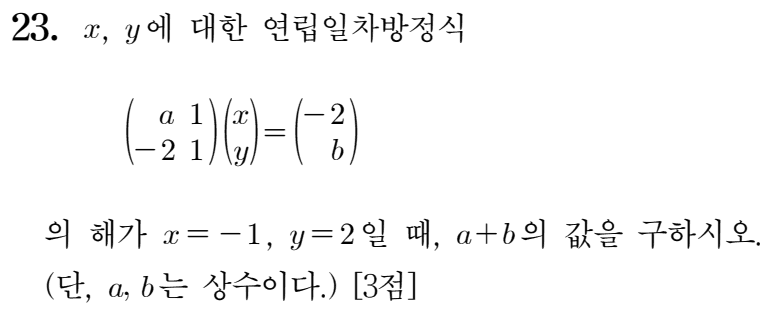 23. x, y에 대한 연립일차방정식
( a 1 ) ( x ) = ( -2 )
( -2 1 ) ( y ) ( b )
의 해가 x=-1, y=2일 때, a+b의 값을 구하시오.
(단, a, b는 상수이다.) [3점]